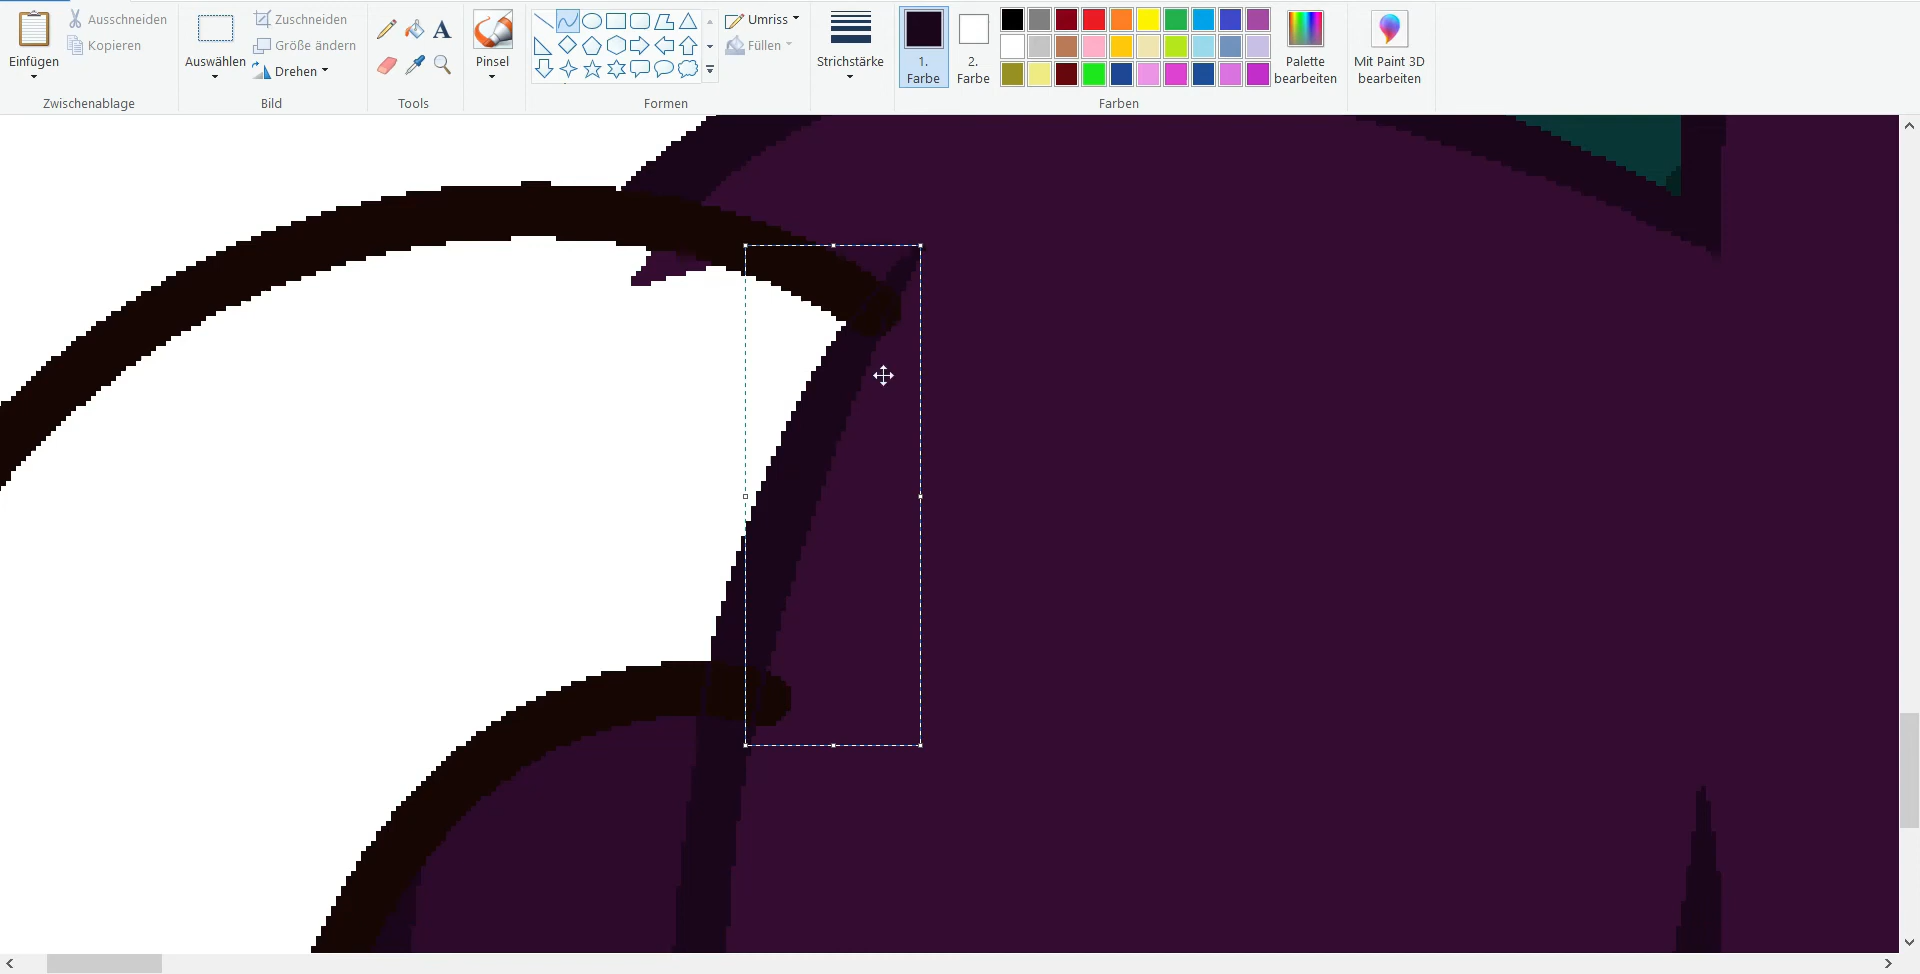 Einfügen
Ausschneiden
Kopieren
Zwischenablage
Auswählen
Zuschneiden
Größe ändern
Drehen
Bild
A
Tools
Pinsel
Umriss
Füllen
Formen
Strichstärke
1.
Farbe
2.
Farbe
Palette
bearbeiten
Farben
Mit Paint 3D
bearbeiten